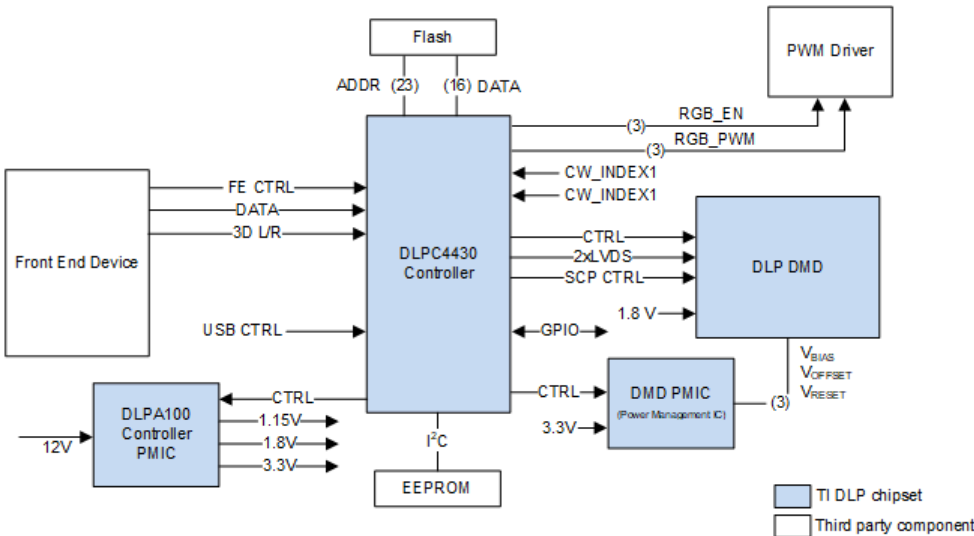 Flash
PWM Driver
ADDR (23)
(16) DATA
RGB_EN
(3)
RGB_PWM
(3)
Front End Device
FE CTRL
DATA
3D L/R
USB CTRL
DLPC4430
Controller
CW_INDEX1
CW_INDEX1
CTRL
2xLVDS
SCP CTRL
1.8 V
GPIO
DLP DMD
VBIAS
VOFFSET
VRESET
(3)
CTRL
3.3V
DMD PMIC
(Power Management IC)
12V
DLPA100
Controller
PMIC
CTRL
1.15V
1.8V
3.3V
I²C
EEPROM
TI DLP chipset
Third party component